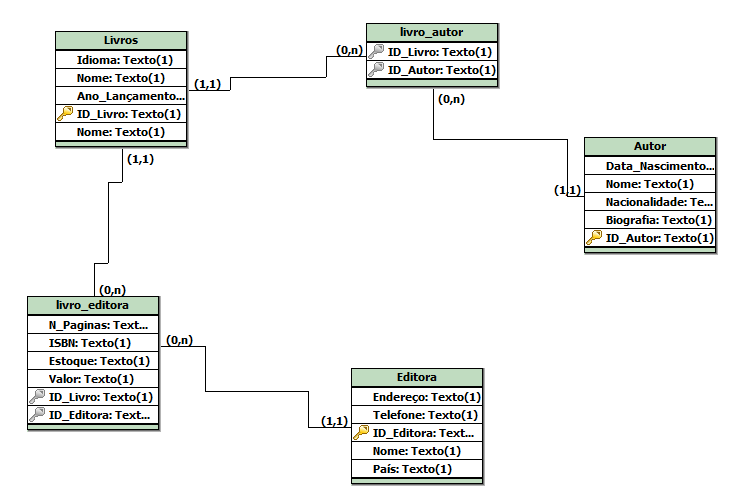 Livros
Idioma: Texto(1)
Nome: Texto(1)
Ano_Lançamento...
ID_Livro: Texto(1)
Nome: Texto(1)
(1,1)
(1,1)
livro_autor
ID_Livro: Texto(1)
ID_Autor: Texto(1)
(0,n)
(0,n)
Autor
Data_Nascimento...
Nome: Texto(1)
Nacionalidade: Te...
Biografia: Texto(1)
ID_Autor: Texto(1)
(1,1)
(0,n)
livro_editora
N_Paginas: Text...
ISBN: Texto(1)
Estoque: Texto(1)
Valor: Texto(1)
ID_Livro: Texto(1)
ID_Editora: Text...
(0,n)
Editora
Endereço: Texto(1)
Telefone: Texto(1)
ID_Editora: Text...
Nome: Texto(1)
País: Texto(1)
(1,1)